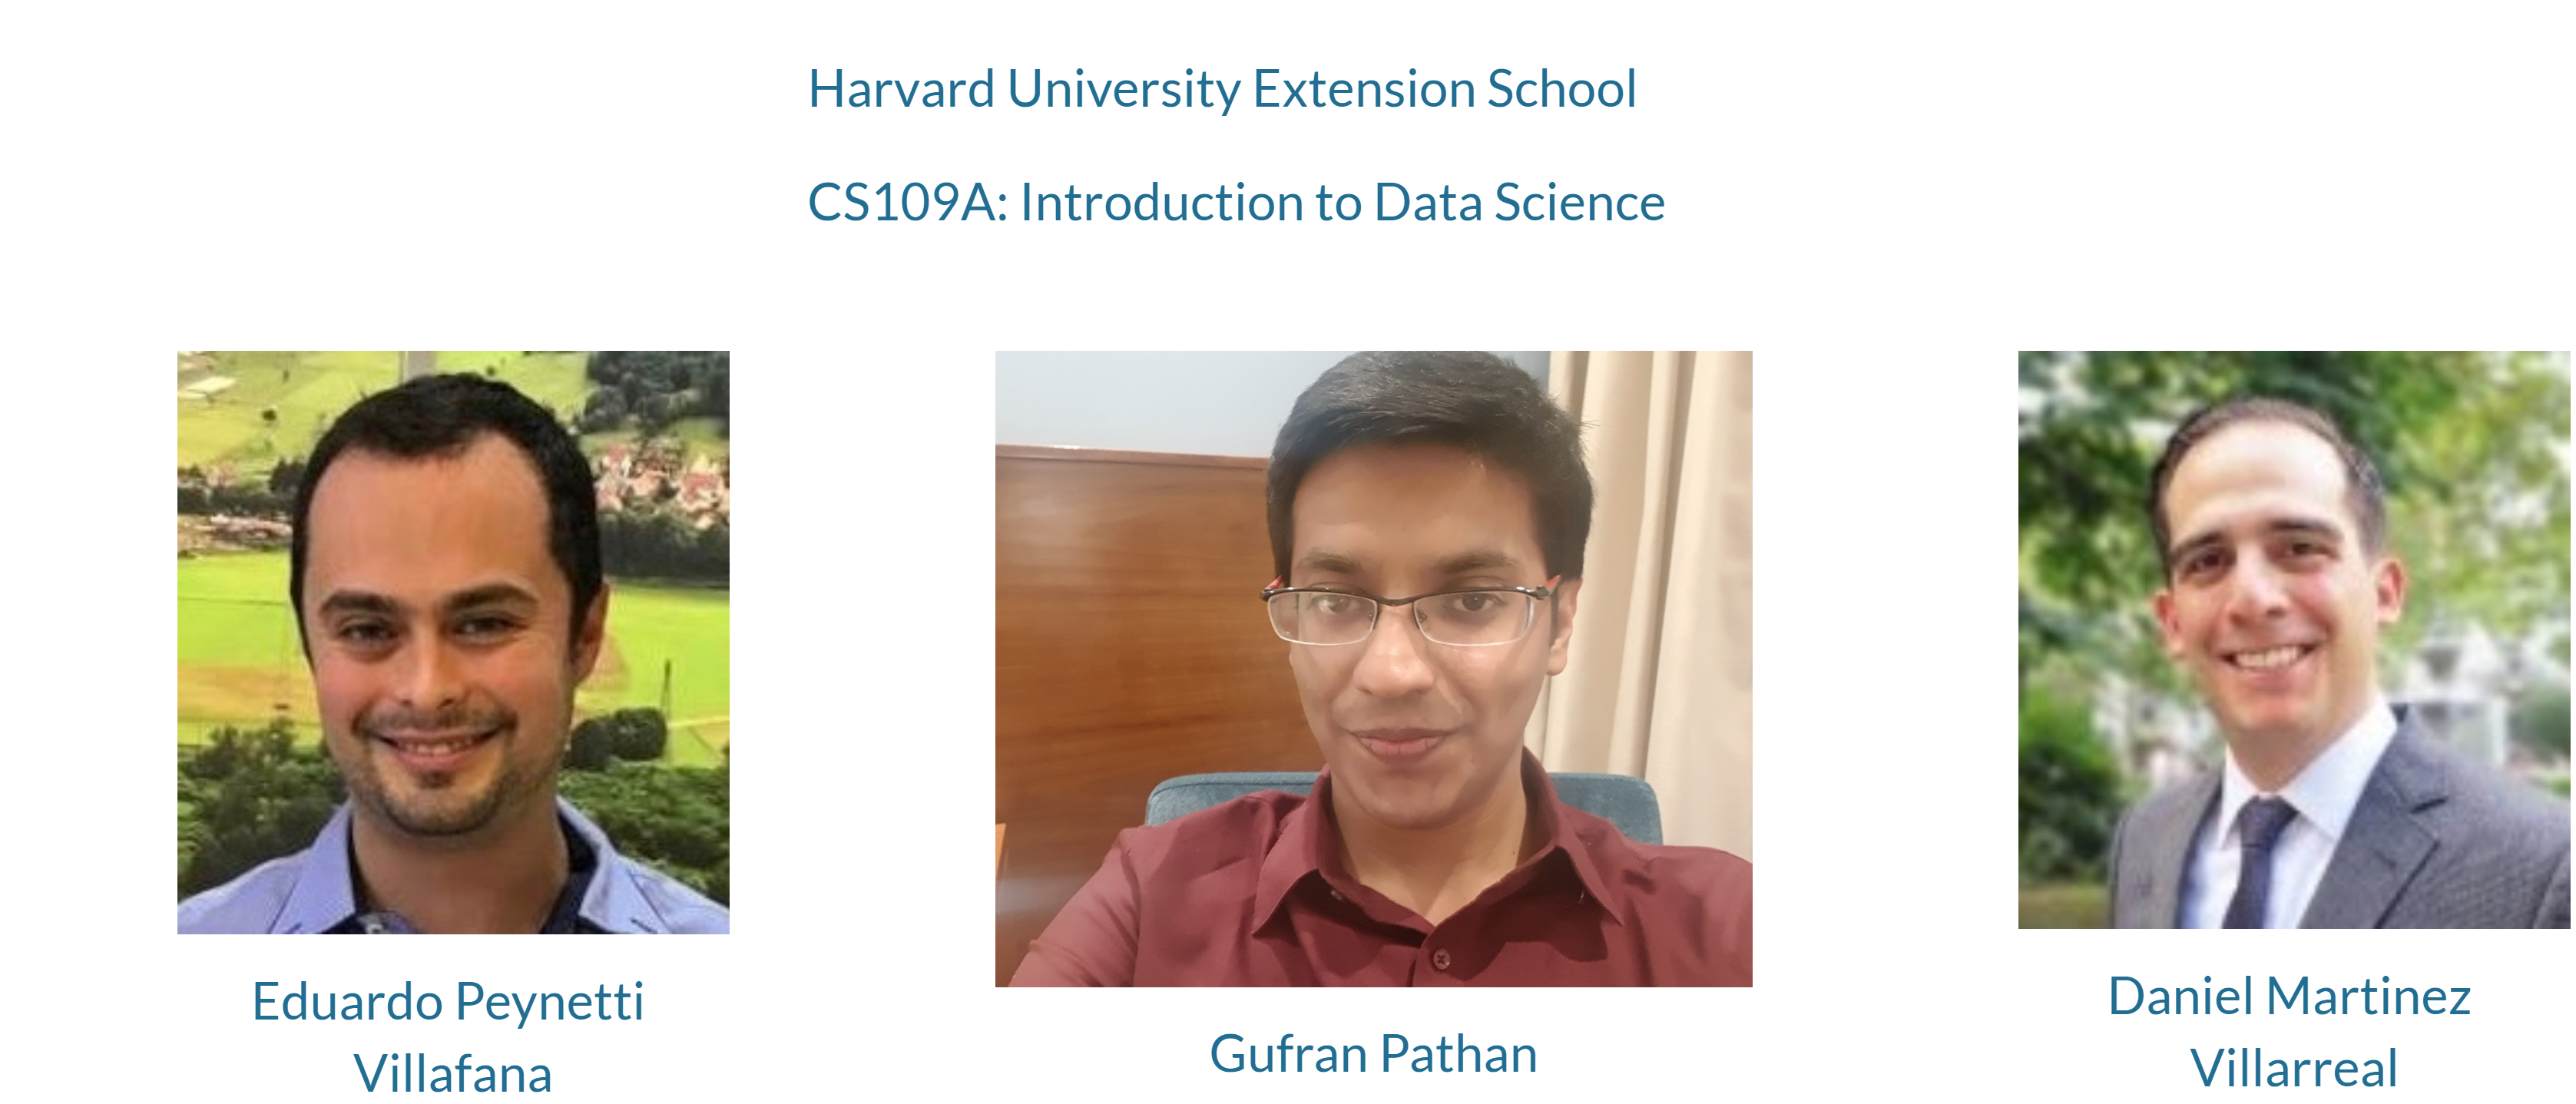 Harvard University Extension School
CS109A: Introduction to Data Science
Eduardo Peynetti
Villafana
Gufran Pathan
Daniel Martinez
Villarreal